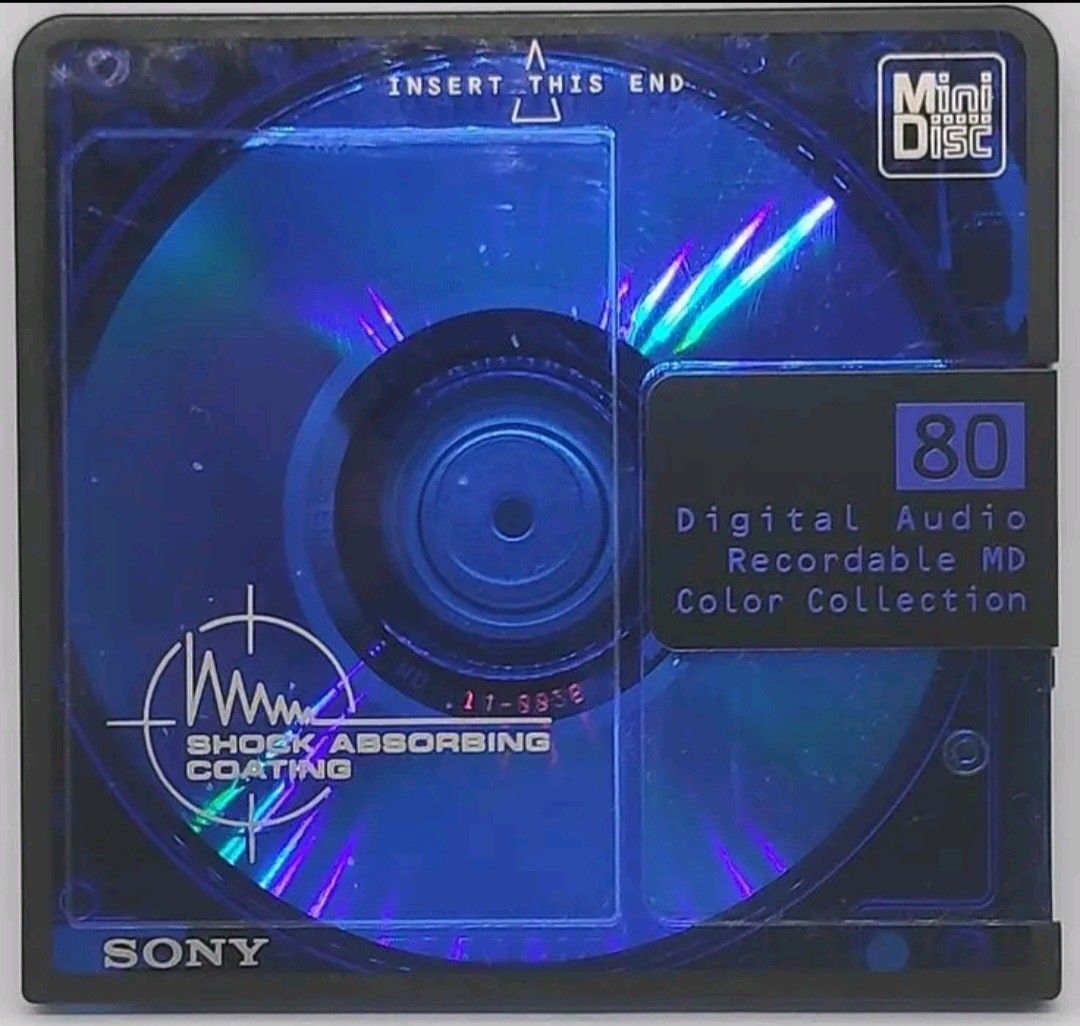 INSERT THIS END
Mini
Disc
80
Digital Audio
Recordable MD
Color Collection
SHOCK ABSORBING
COATING
SONY